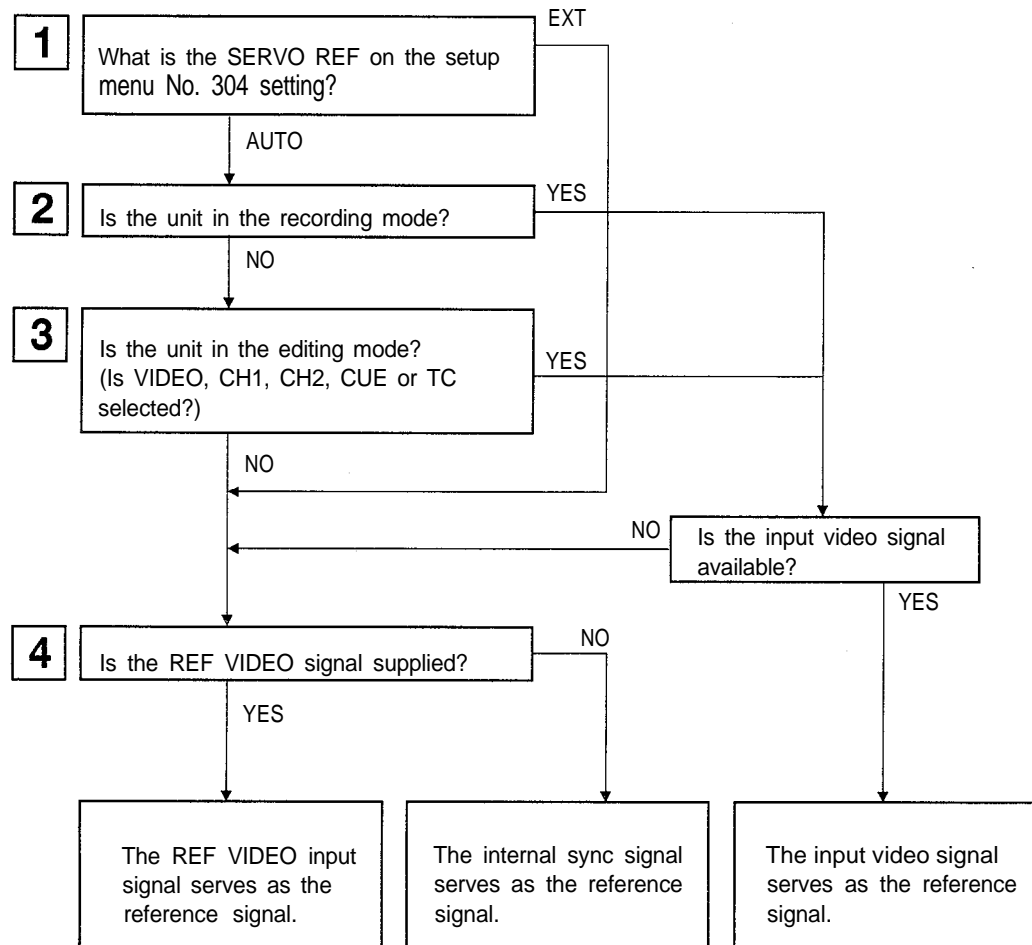 EXT
1
What is the SERVO REF on the setup
menu No. 304 setting?
AUTO
2
Is the unit in the recording mode?
YES
NO
3
Is the unit in the editing mode?
(Is VIDEO, CH1, CH2, CUE or TC
selected?)
YES
NO
NO
Is the input video signal
available?
YES
4
Is the REF VIDEO signal supplied?
NO
YES
The REF VIDEO input
signal serves as the
reference signal.
The internal sync signal
serves as the reference
signal.
The input video signal
serves as the reference
signal.